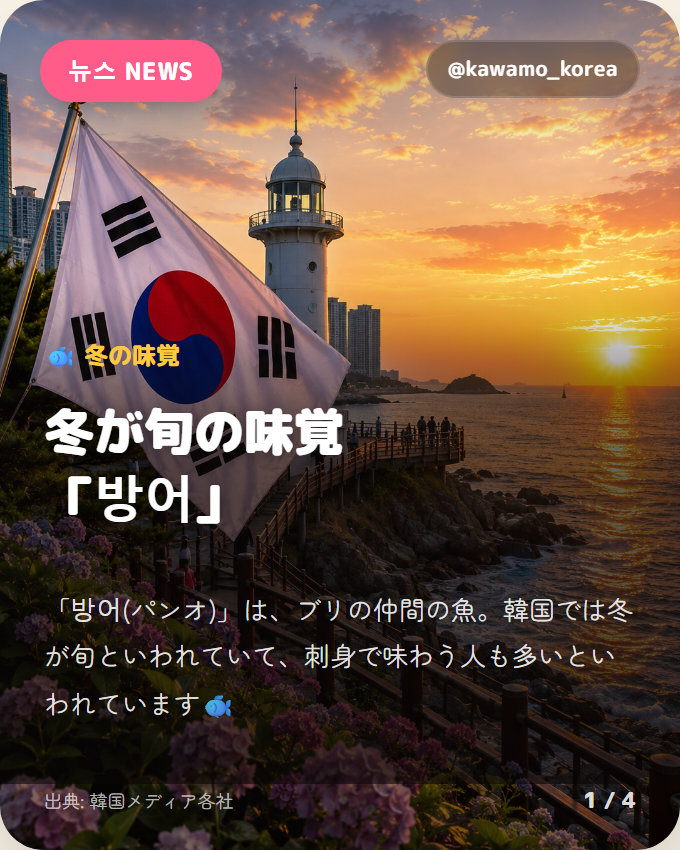 뉴스 NEWS
@kawamo_korea
🐟 冬の味覚
冬が旬の味覚
「방어」
「방어(パンオ)」は、ブリの仲間の魚。韓国では冬
が旬といわれていて、刺身で味わう人も多いとい
われています🐟
出典: 韓国メディア各社
1 / 4